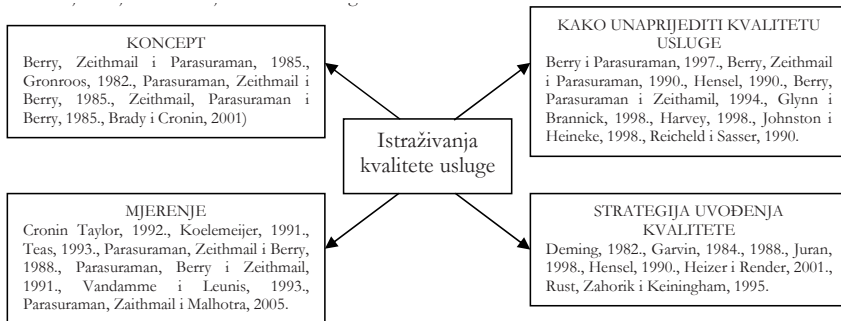 KONCEPT
Berry, Zeithmail i Parasuraman, 1985.,
Gronroos, 1982., Parasuraman, Zeithmail i
Berry, 1985., Zeithmail, Parasuraman i
Berry, 1985., Brady i Cronin, 2001)
KAKO UNAPRIJEDITI KVALITETU
USLUGE
Berry i Parasuraman, 1997., Berry, Zeithmail
i Parasuraman, 1990., Hensel, 1990., Berry,
Parasuraman i Zeithamil, 1994., Glynn i
Brannick, 1998., Harvey, 1998., Johnston i
Heineke, 1998., Reicheld i Sasser, 1990.
Istraživanja
kvalitete usluge
MJERENJE
Cronin Taylor, 1992., Koelemeijer, 1991.,
Teas, 1993., Parasuraman, Zeithmail i Berry,
1988., Parasuraman, Berry i Zeithmail,
1991., Vandamme i Leunis, 1993.,
Parasuraman, Zaithmail i Malhotra, 2005.
STRATEGIJA UVOĐENJA
KVALITETE
Deming, 1982., Garvin, 1984., 1988., Juran,
1998., Hensel, 1990., Heizer i Render, 2001.,
Rust, Zahorik i Keiningham, 1995.